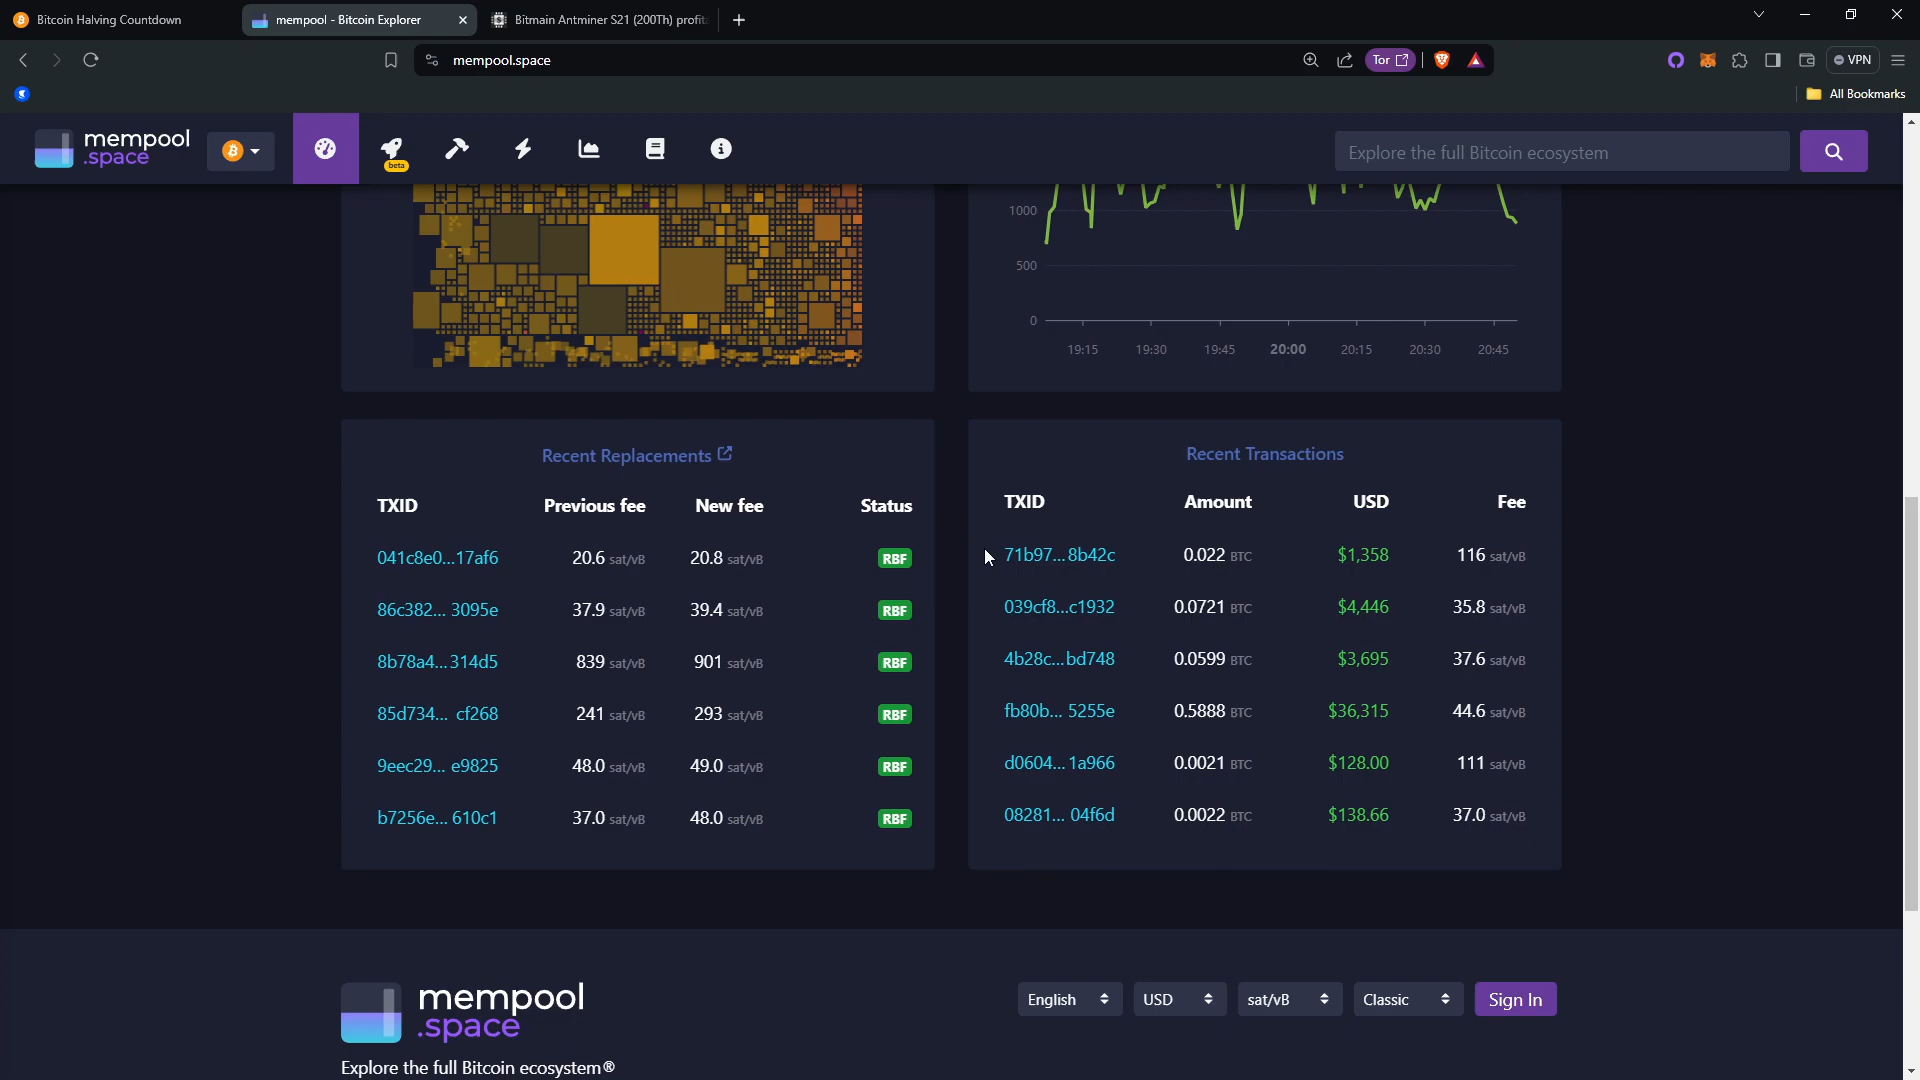 Bitcoin Halving Countdown
mempool - Bitcoin Explorer
Bitmain Antminer S21 (200Th) profit
mempool.space
Tor
VPN
All Bookmarks
mempool
.space
beta
Explore the full Bitcoin ecosystem
1000
500
0
19:15 19:30 19:45 20:00 20:15 20:30 20:45
Recent Replacements
TXID Previous fee New fee Status
041c8e0...17af6 20.6 sat/vB 20.8 sat/vB RBF
86c382... 3095e 37.9 sat/vB 39.4 sat/vB RBF
8b78a4... 314d5 839 sat/vB 901 sat/vB RBF
85d734... cf268 241 sat/vB 293 sat/vB RBF
9eec29... e9825 48.0 sat/vB 49.0 sat/vB RBF
b7256e... 610c1 37.0 sat/vB 48.0 sat/vB RBF
Recent Transactions
TXID Amount USD Fee
71b97... 8b42c 0.022 BTC $1,358 116 sat/vB
039cf8...c1932 0.0721 BTC $4,446 35.8 sat/vB
4b28c... bd748 0.0599 BTC $3,695 37.6 sat/vB
fb80b... 5255e 0.5888 BTC $36,315 44.6 sat/vB
d0604... 1a966 0.0021 BTC $128.00 111 sat/vB
08281... 04f6d 0.0022 BTC $138.66 37.0 sat/vB
mempool
.space
English USD sat/vB Classic Sign In
Explore the full Bitcoin ecosystem®